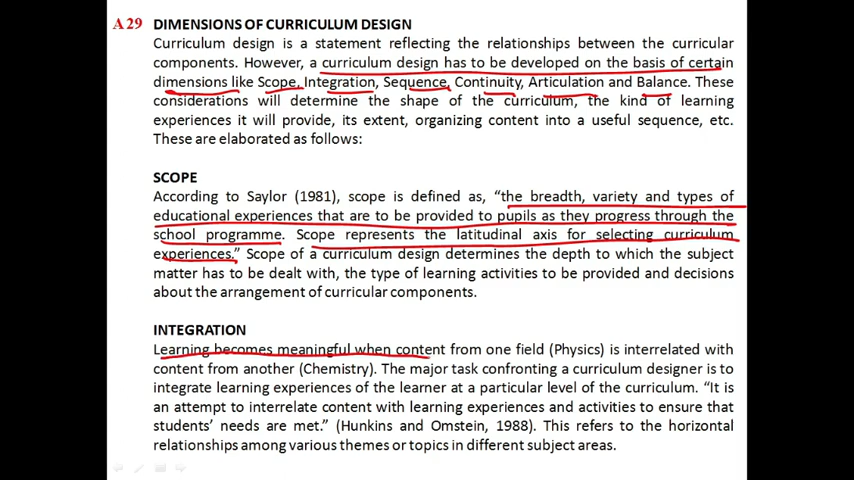 A 29 DIMENSIONS OF CURRICULUM DESIGN
Curriculum design is a statement reflecting the relationships between the curricular
components. However, a curriculum design has to be developed on the basis of certain
dimensions like Scope, Integration, Sequence, Continuity, Articulation and Balance. These
considerations will determine the shape of the curriculum, the kind of learning
experiences it will provide, its extent, organizing content into a useful sequence, etc.
These are elaborated as follows:
SCOPE
According to Saylor (1981), scope is defined as, “the breadth, variety and types of
educational experiences that are to be provided to pupils as they progress through the
school programme. Scope represents the latitudinal axis for selecting curriculum
experiences.” Scope of a curriculum design determines the depth to which the subject
matter has to be dealt with, the type of learning activities to be provided and decisions
about the arrangement of curricular components.
INTEGRATION
Learning becomes meaningful when content from one field (Physics) is interrelated with
content from another (Chemistry). The major task confronting a curriculum designer is to
integrate learning experiences of the learner at a particular level of the curriculum. “It is
an attempt to interrelate content with learning experiences and activities to ensure that
students’ needs are met.” (Hunkins and Omstein, 1988). This refers to the horizontal
relationships among various themes or topics in different subject areas.